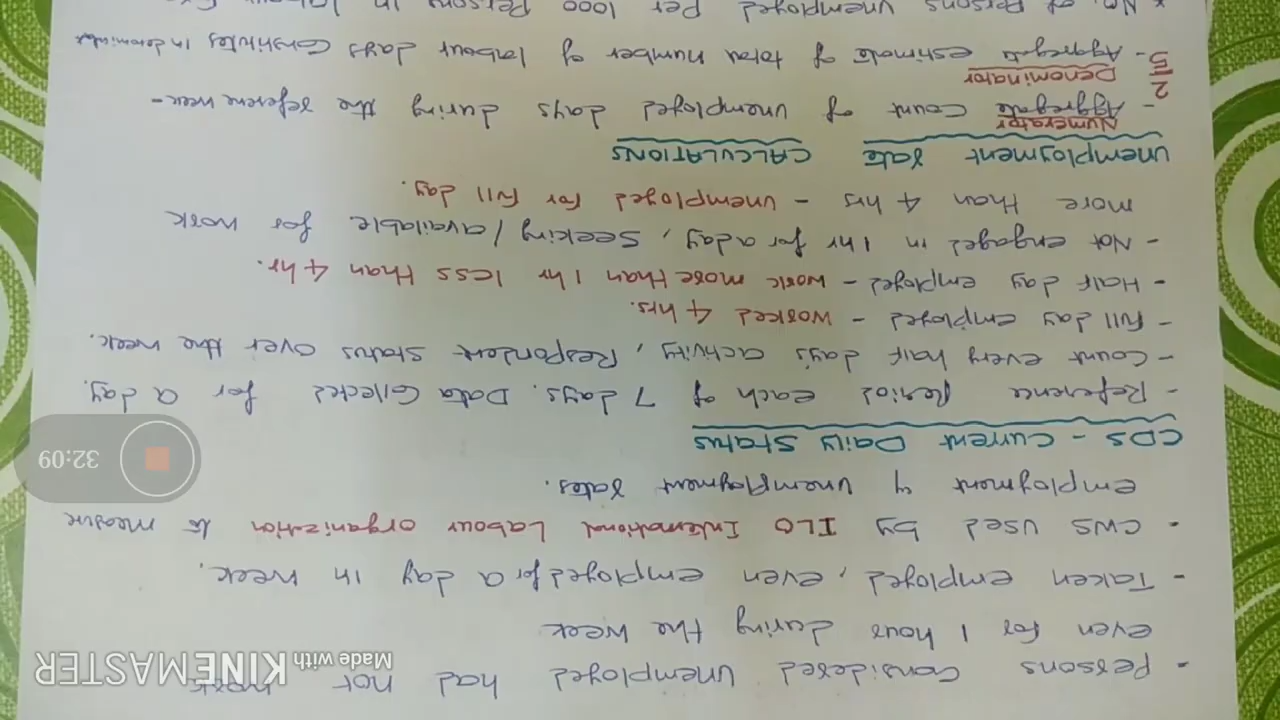 - Persons considered unemployed had not work
even for 1 hour during the week
- Taken employed, even employed for a day in week.
- CWS used by ILO International Labour Organization to measure
employment & unemployment rates.
CDS - Current Daily Status
- Reference Period each of 7 days. Data Collected for a day.
- Count every half day's activity, Respondent status over the week.
- Full day employed - worked 4 hrs.
- Half day employed - work more than 1 hr less than 4 hr.
- Not engaged in 1 hr for a day, seeking/available for work
more than 4 hrs - unemployed for full day.
Unemployment rate CALCULATIONS
Numerator
- Aggregate count of unemployed days during the reference week-
2/5
Denominator
- Aggregate estimate of total number of labour days constitutes in denominator
* No. of Persons unemployed per 1000 Persons in labour
Made with KINEMASTER
32:09